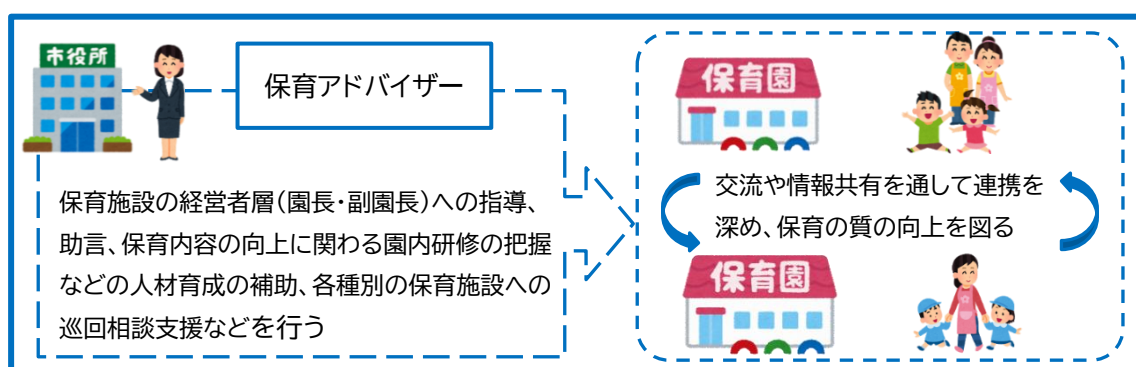 市役所
保育アドバイザー
保育施設の経営者層(園長・副園長)への指導、
助言、保育内容の向上に関わる園内研修の把握
などの人材育成の補助、各種別の保育施設への
巡回相談支援などを行う
保育園
交流や情報共有を通して連携を
深め、保育の質の向上を図る
保育園